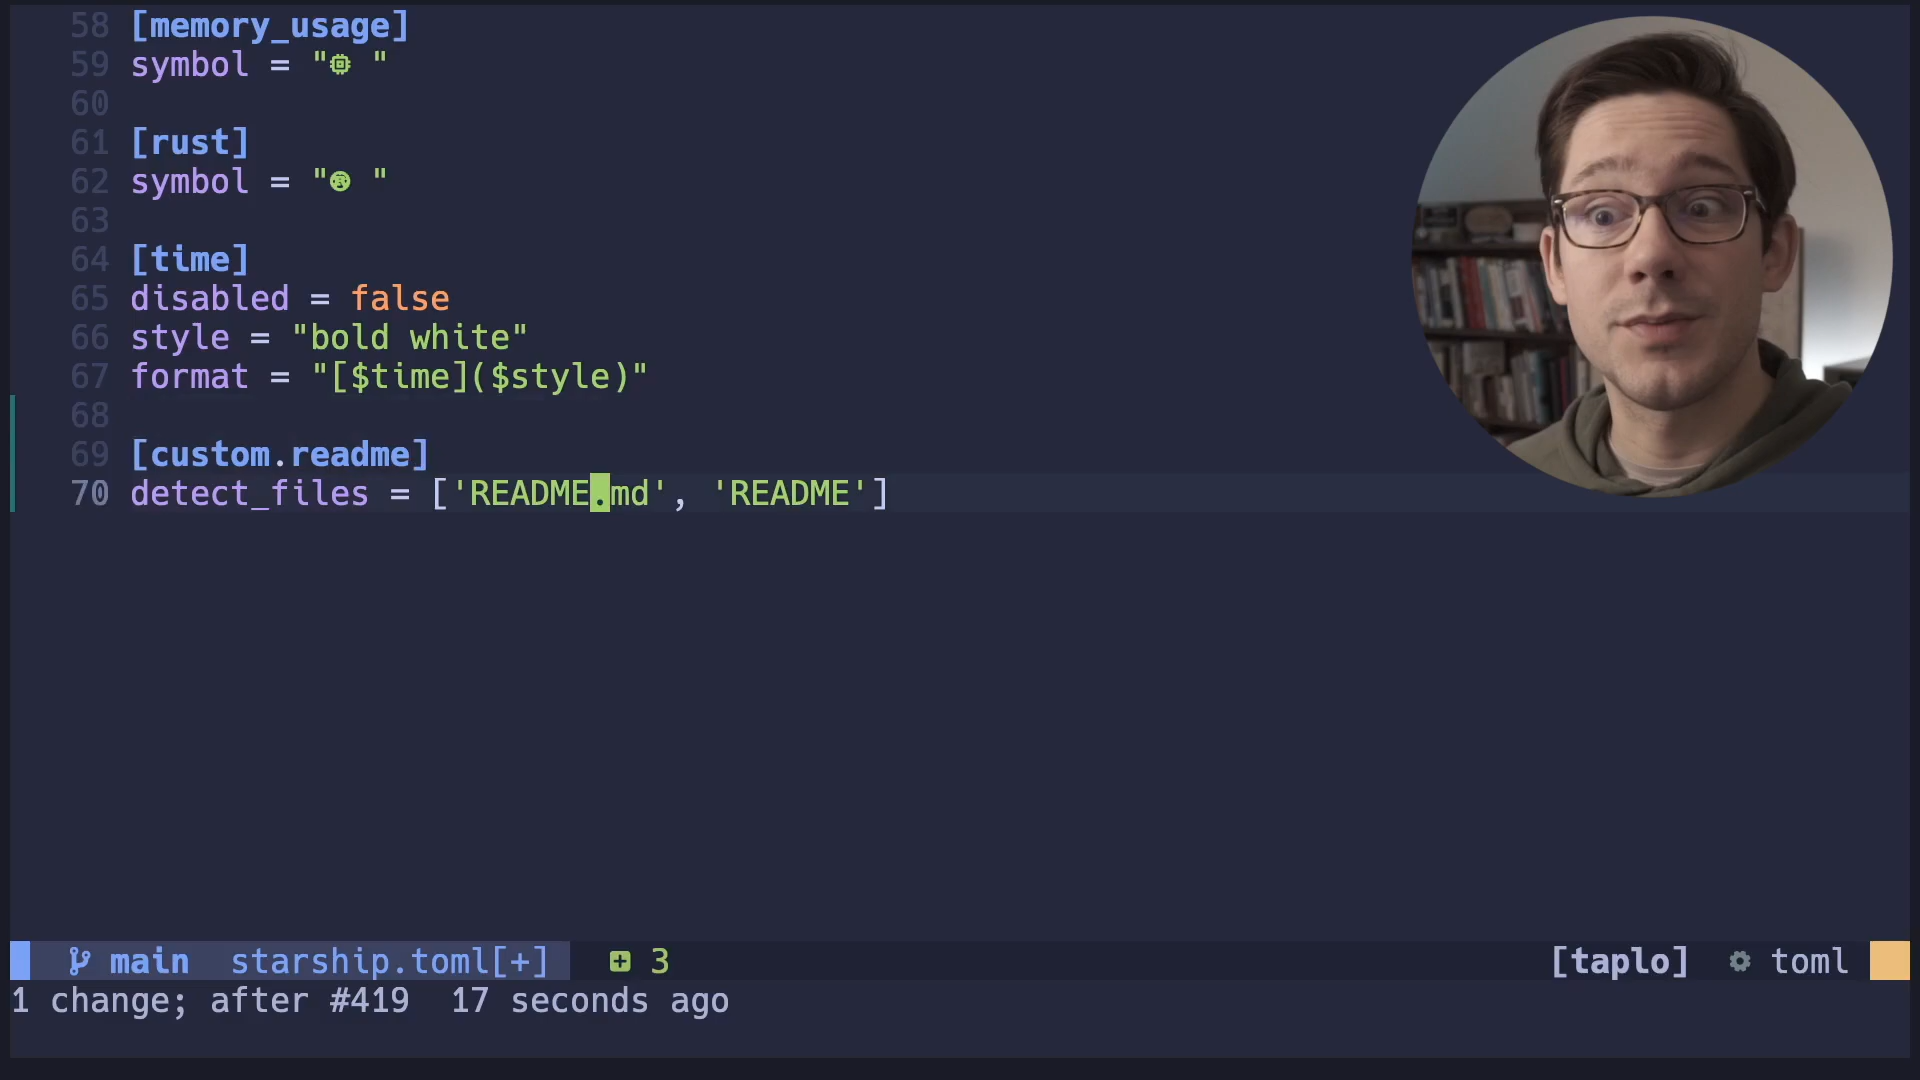 58 [memory_usage]
59 symbol = " "
60
61 [rust]
62 symbol = " "
63
64 [time]
65 disabled = false
66 style = "bold white"
67 format = "[$time]($style)"
68
69 [custom.readme]
70 detect_files = ['README.md', 'README']
main starship.toml[+] 3 [taplo] toml
1 change; after #419 17 seconds ago